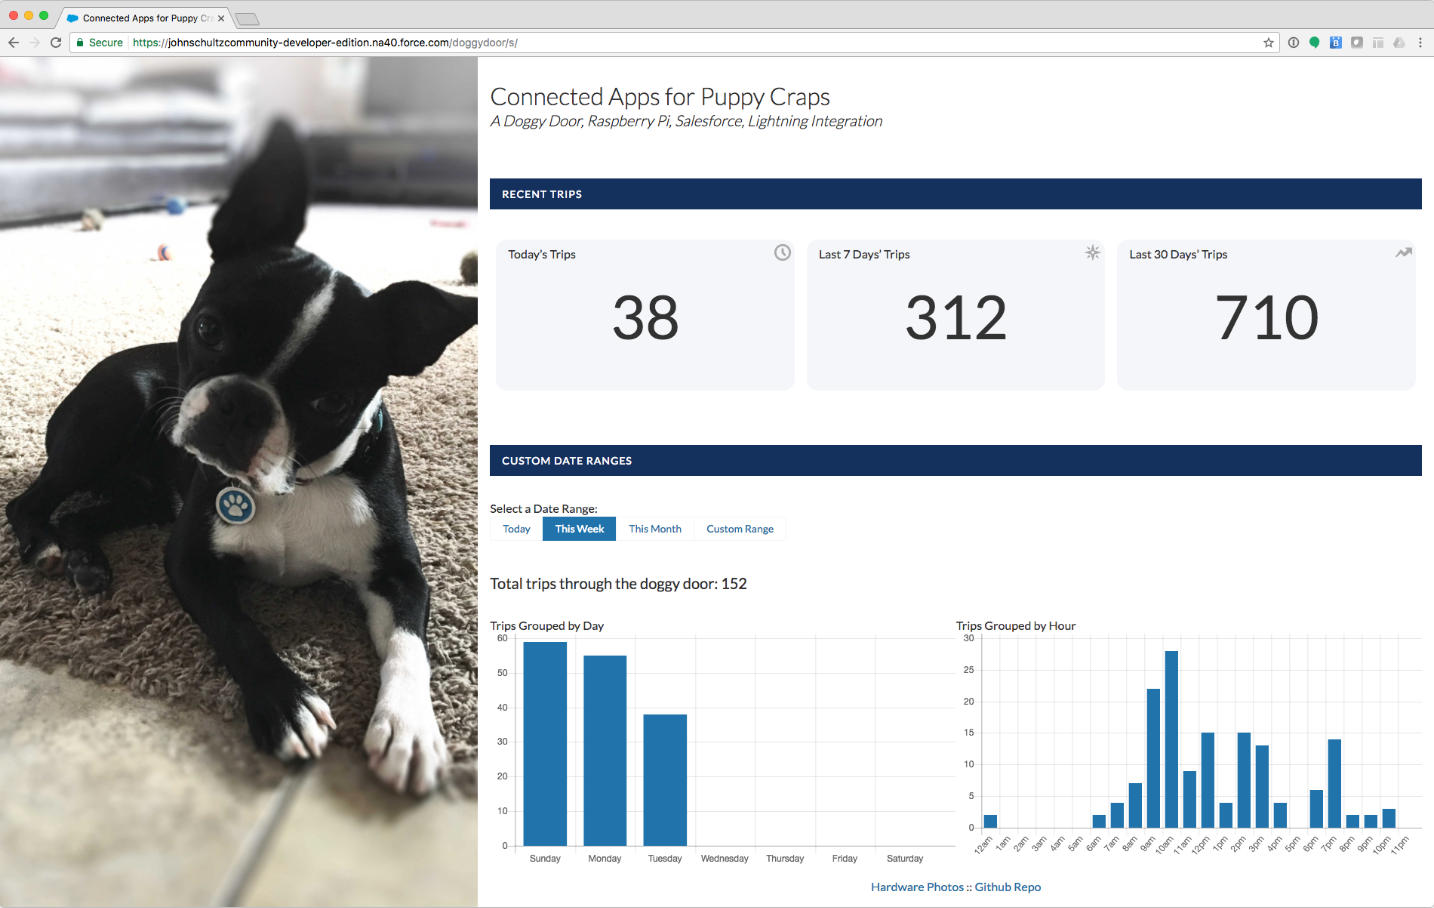 Connected Apps for Puppy Cr
Secure https://johnschultzcommunity-developer-edition.na40.force.com/doggydoor/s/
Connected Apps for Puppy Craps
A Doggy Door, Raspberry Pi, Salesforce, Lightning Integration
RECENT TRIPS
Today's Trips
38
Last 7 Days' Trips
312
Last 30 Days' Trips
710
CUSTOM DATE RANGES
Select a Date Range:
Today This Week This Month Custom Range
Total trips through the doggy door: 152
Trips Grouped by Day
60
50
40
30
20
10
0
Sunday Monday Tuesday Wednesday Thursday Friday Saturday
Trips Grouped by Hour
30
25
20
15
10
5
0
12am 1am 2am 3am 4am 5am 6am 7am 8am 9am 10am 11am 12pm 1pm 2pm 3pm 4pm 5pm 6pm 7pm 8pm 9pm 10pm 11pm
Hardware Photos :: Github Repo